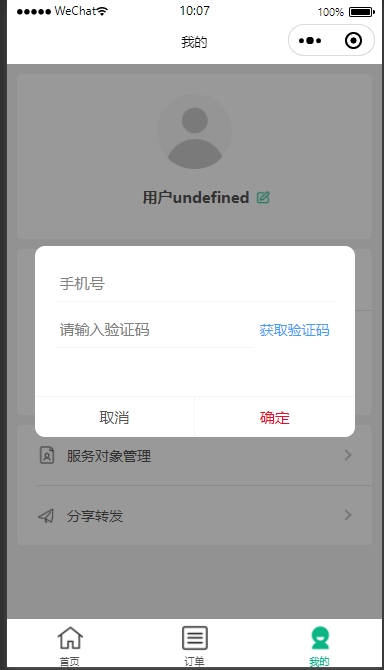 WeChat 10:07 100%
我的
用户undefined
手机号
请输入验证码 获取验证码
取消 确定
服务对象管理
分享转发
首页 订单 我的